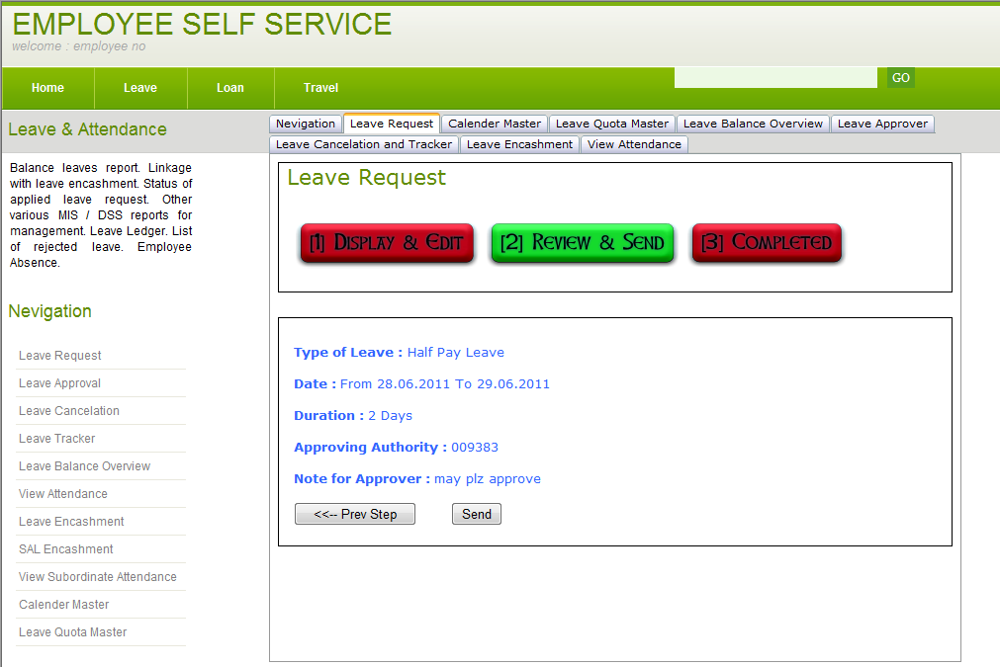 EMPLOYEE SELF SERVICE
welcome : employee no
Home Leave Loan Travel GO
Leave & Attendance
Balance leaves report. Linkage
with leave encashment. Status of
applied leave request. Other
various MIS / DSS reports for
management. Leave Ledger. List
of rejected leave. Employee
Absence.
Nevigation
Leave Request
Leave Approval
Leave Cancelation
Leave Tracker
Leave Balance Overview
View Attendance
Leave Encashment
SAL Encashment
View Subordinate Attendance
Calender Master
Leave Quota Master
Nevigation Leave Request Calender Master Leave Quota Master Leave Balance Overview Leave Approver
Leave Cancelation and Tracker Leave Encashment View Attendance
Leave Request
[1] Display & Edit [2] Review & Send [3] Completed
Type of Leave : Half Pay Leave
Date : From 28.06.2011 To 29.06.2011
Duration : 2 Days
Approving Authority : 009383
Note for Approver : may plz approve
<<-- Prev Step Send